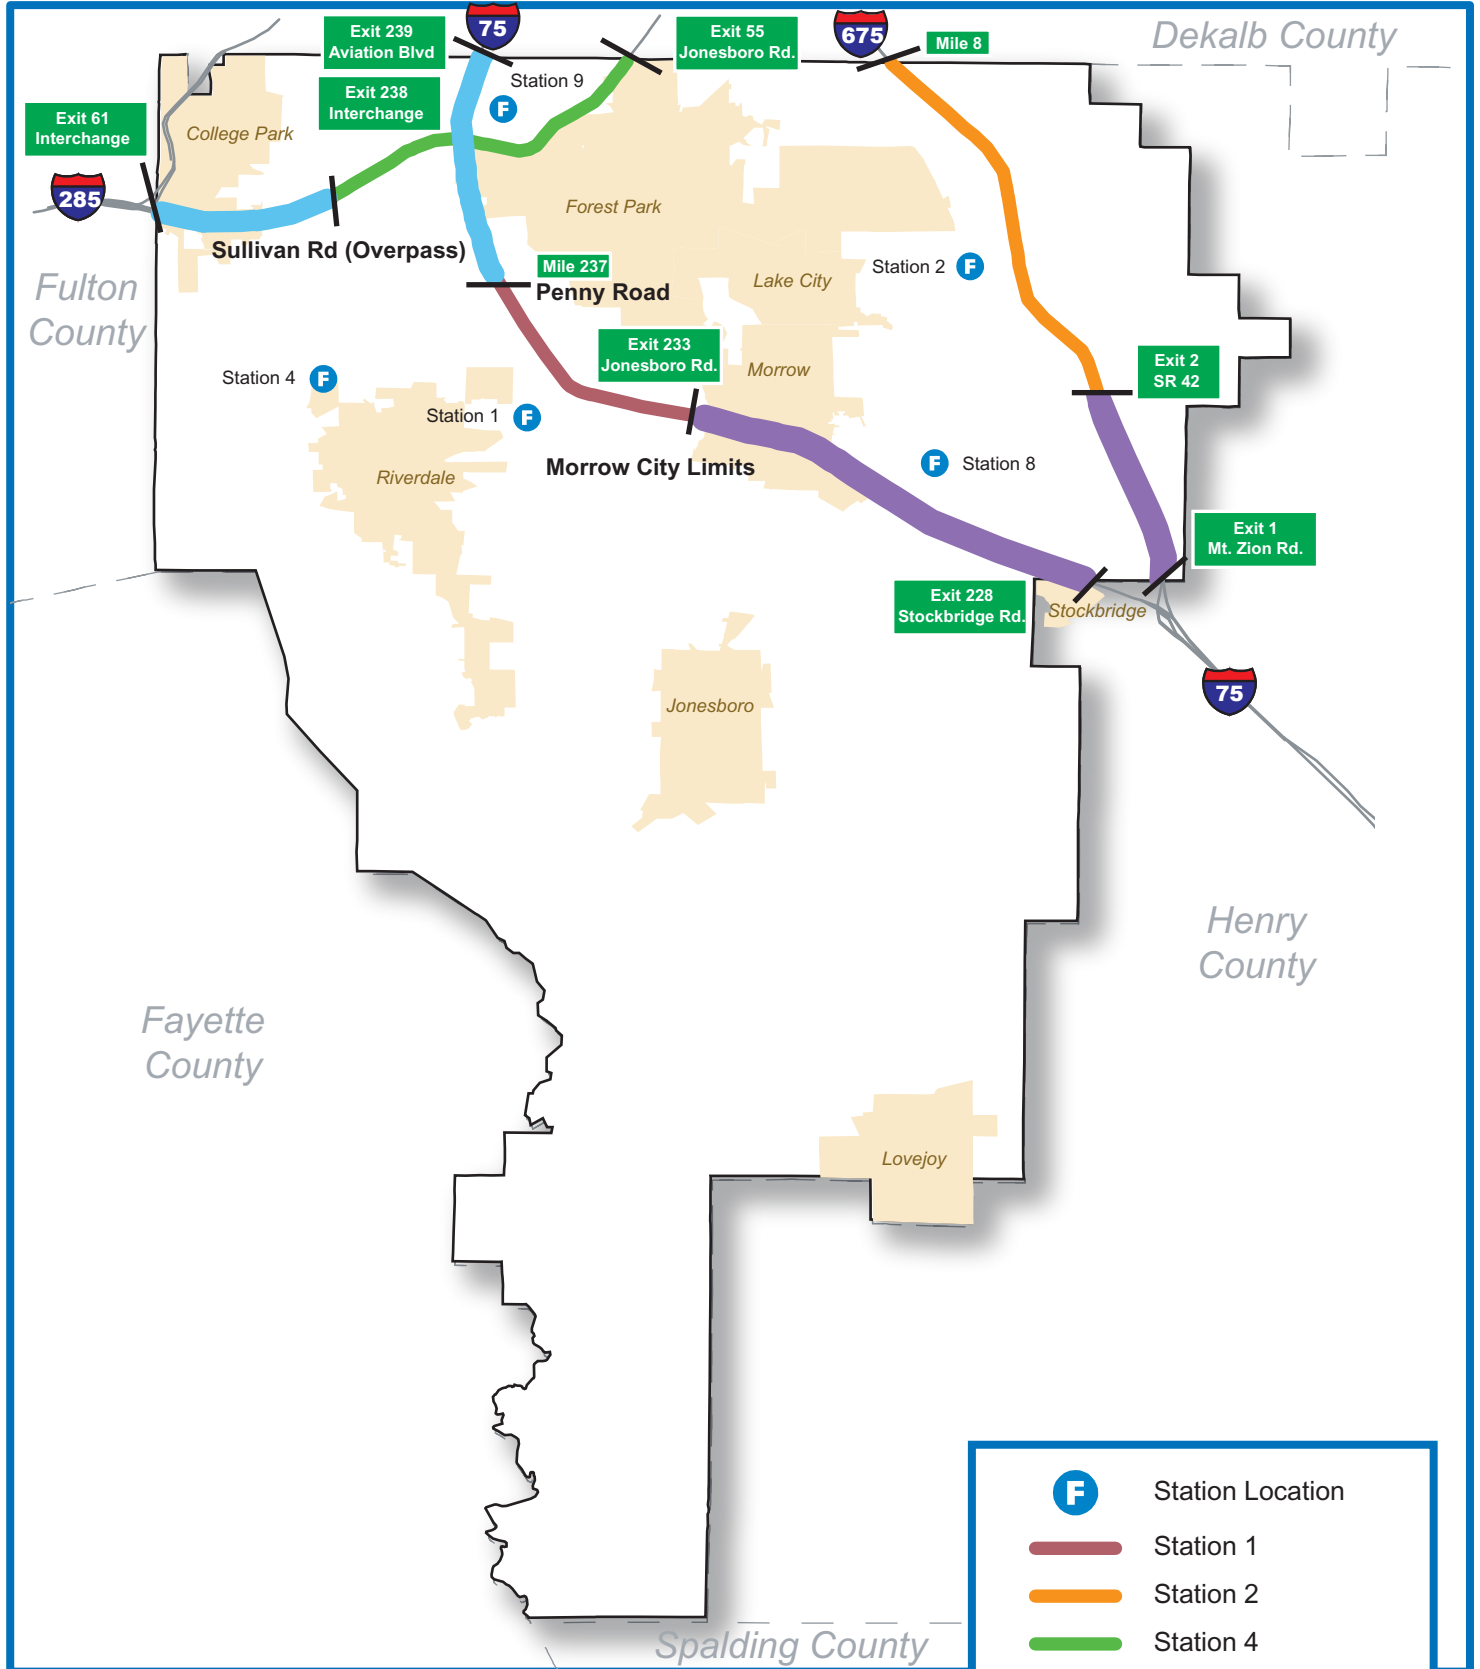 Exit 239
Aviation Blvd
75
Exit 55
Jonesboro Rd.
675
Mile 8
Dekalb County
Exit 238
Interchange
Station 9
F
Exit 61
Interchange
College Park
285
Forest Park
Sullivan Rd (Overpass)
Mile 237
Penny Road
Lake City
Station 2
F
Fulton
County
Exit 233
Jonesboro Rd.
Morrow
Exit 2
SR 42
Station 4
F
Station 1
F
Morrow City Limits
F
Station 8
Riverdale
Exit 1
Mt. Zion Rd.
Exit 228
Stockbridge Rd.
Stockbridge
75
Jonesboro
Henry
County
Fayette
County
Lovejoy
F
Station Location
Station 1
Station 2
Station 4
Spalding County